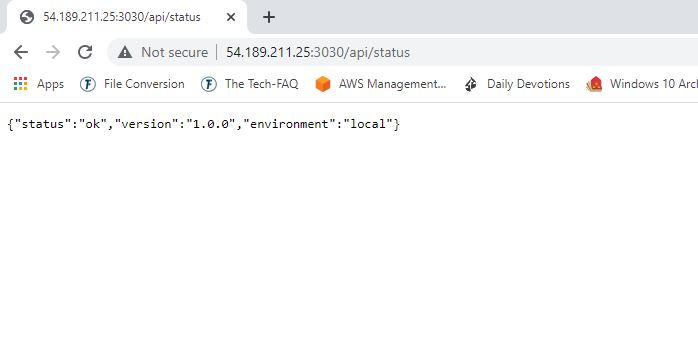 54.189.211.25:3030/api/status
Not secure 54.189.211.25:3030/api/status
Apps File Conversion The Tech-FAQ AWS Management... Daily Devotions Windows 10 Arc
{"status":"ok","version":"1.0.0","environment":"local"}